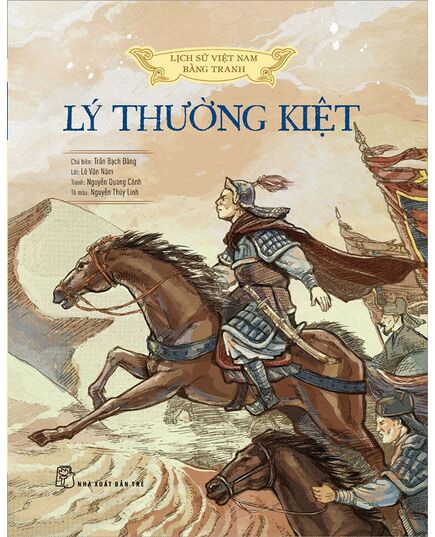 LỊCH SỬ VIỆT NAM
BẰNG TRANH
LÝ THƯỜNG KIỆT
Chủ biên: Trần Bạch Đằng
Lời: Lê Văn Năm
Tranh: Nguyễn Quang Cảnh
Tô màu: Nguyễn Thùy Linh
NHÀ XUẤT BẢN TRẺ